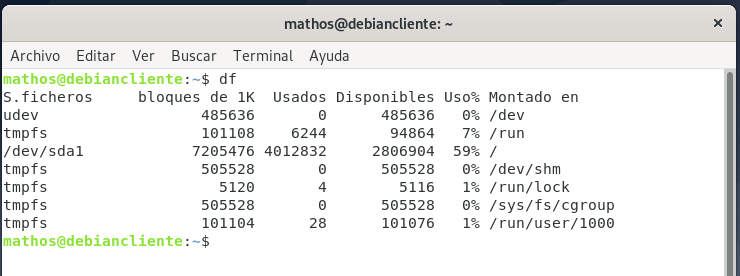 mathos@debiancliente: ~
Archivo Editar Ver Buscar Terminal Ayuda
mathos@debiancliente:~$ df
S.ficheros     bloques de 1K  Usados Disponibles Uso% Montado en
udev                  485636       0      485636   0% /dev
tmpfs                 101108    6244       94864   7% /run
/dev/sda1            7205476 4012832     2806904  59% /
tmpfs                 505528       0      505528   0% /dev/shm
tmpfs                   5120       4        5116   1% /run/lock
tmpfs                 505528       0      505528   0% /sys/fs/cgroup
tmpfs                 101104      28      101076   1% /run/user/1000
mathos@debiancliente:~$